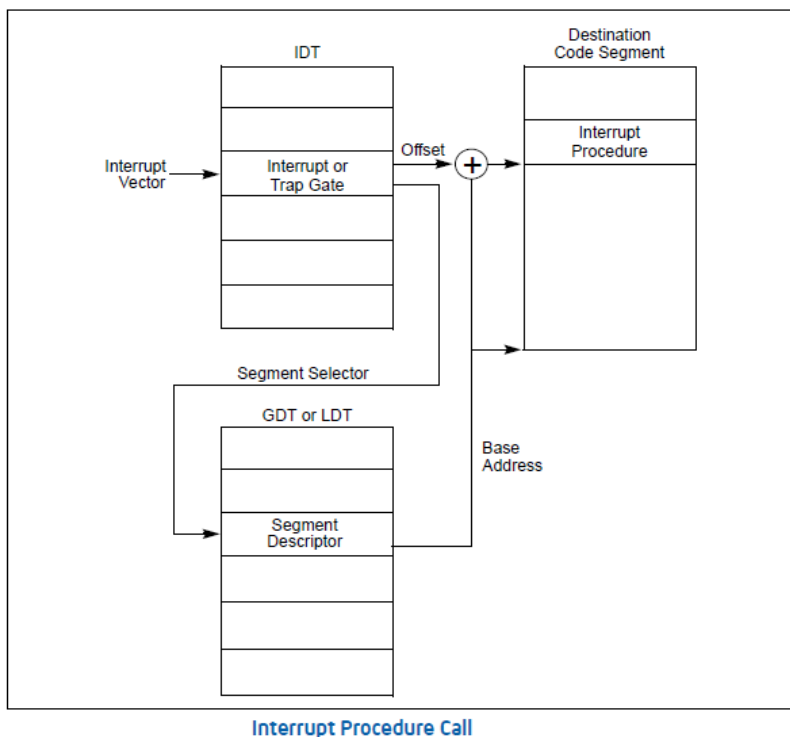 IDT
Destination
Code Segment
Interrupt
Vector
Interrupt or
Trap Gate
Offset
+
Interrupt
Procedure
Segment Selector
GDT or LDT
Segment
Descriptor
Base
Address
Interrupt Procedure Call